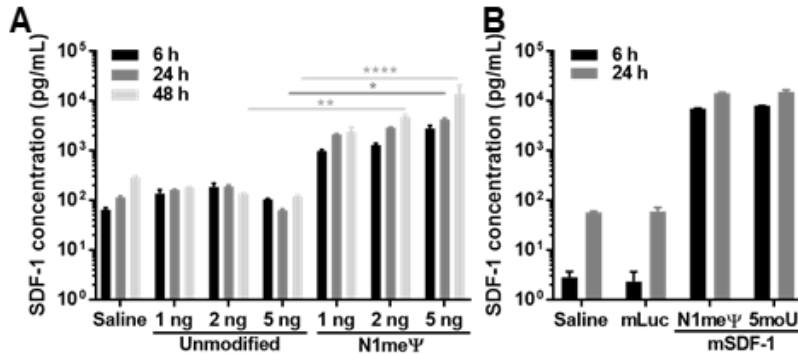 A
SDF-1 concentration (pg/mL)
10⁵
10⁴
10³
10²
10¹
10⁰
6 h
24 h
48 h
****
*
**
Saline 1 ng 2 ng 5 ng 1 ng 2 ng 5 ng
Unmodified N1meΨ
B
SDF-1 concentration (pg/mL)
10⁵
10⁴
10³
10²
10¹
10⁰
6 h
24 h
Saline mLuc N1meΨ 5moU
mSDF-1